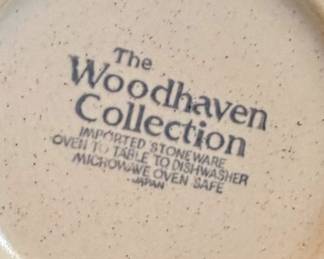 The
Woodhaven
Collection
IMPORTED STONEWARE
OVEN TO TABLE TO DISHWASHER
MICROWAVE OVEN SAFE
JAPAN